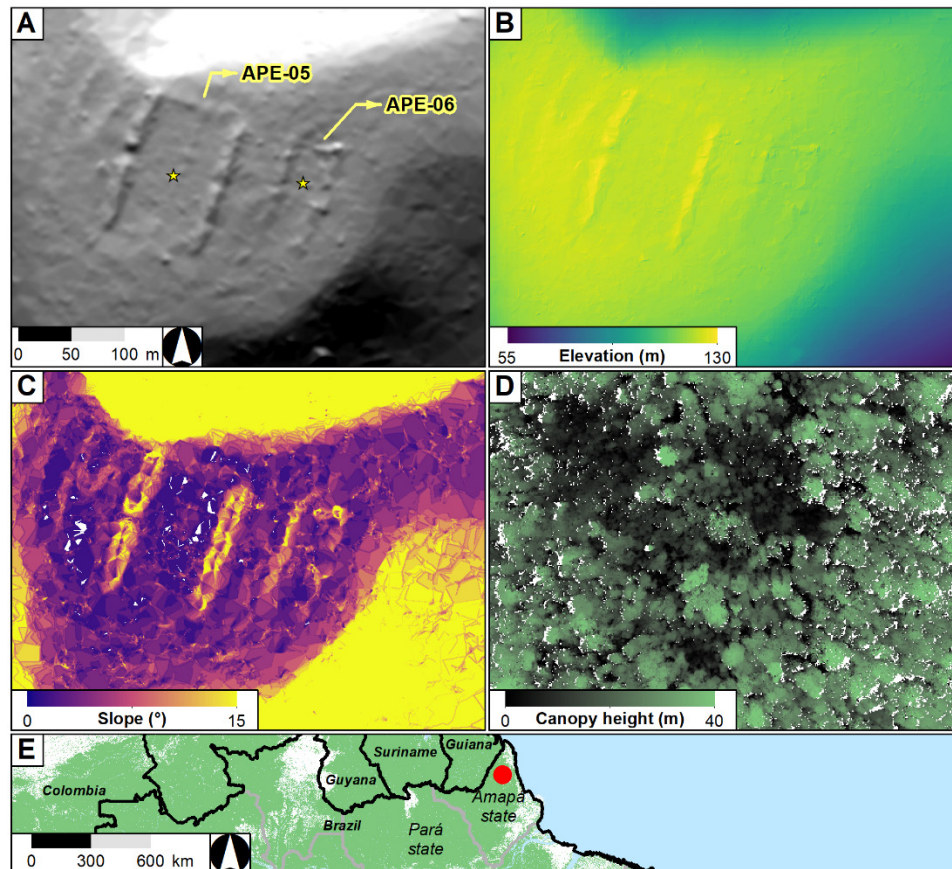 A
APE-05
APE-06
0 50 100 m
B
55 Elevation (m) 130
C
0 Slope (°) 15
D
0 Canopy height (m) 40
E
Suriname
Guiana
Guyana
Colombia
Amapá
state
Brazil
Pará
state
0 300 600 km